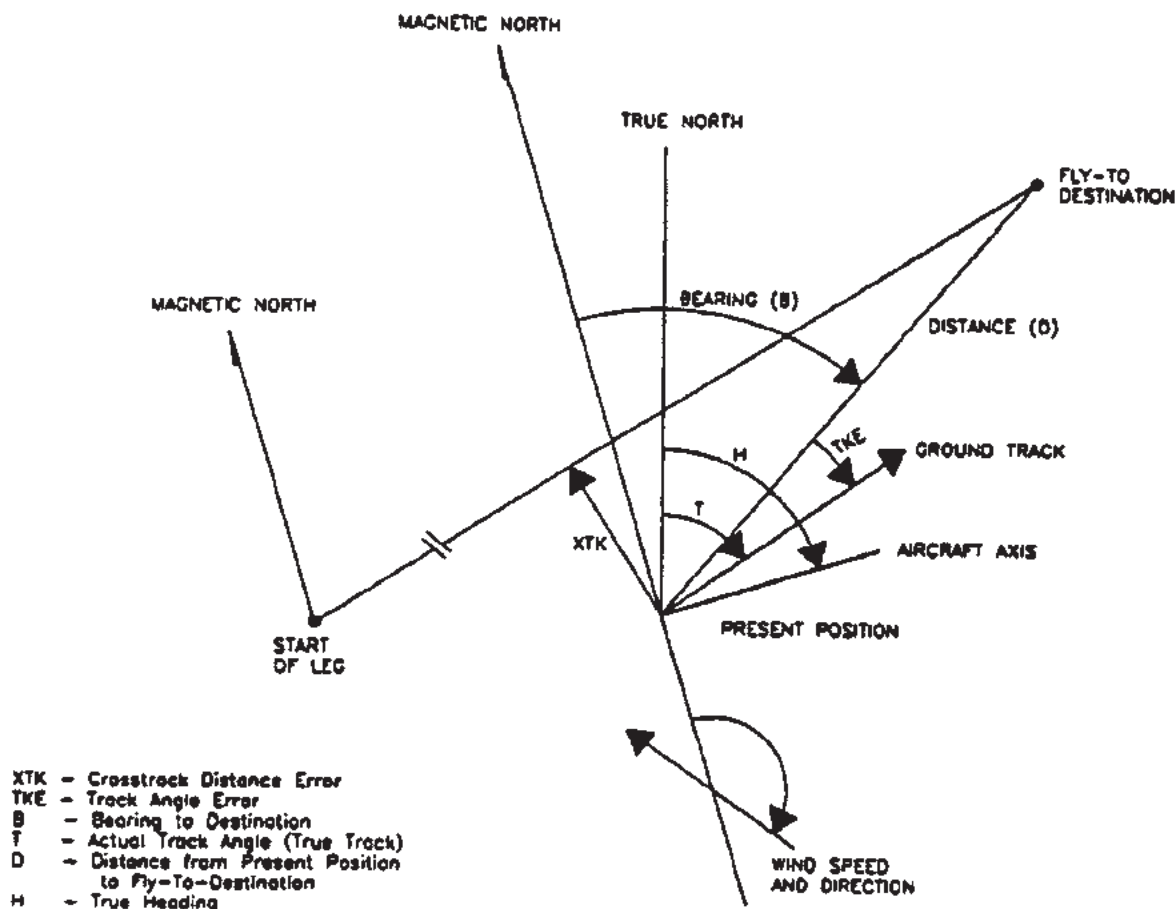 MAGNETIC NORTH
TRUE NORTH
FLY-TO
DESTINATION
MAGNETIC NORTH
BEARING (B)
DISTANCE (D)
TKE
GROUND TRACK
H
T
XTK
AIRCRAFT AXIS
PRESENT POSITION
START
OF LEG
WIND SPEED
AND DIRECTION
XTK - Crosstrack Distance Error
TKE - Track Angle Error
B - Bearing to Destination
T - Actual Track Angle (True Track)
D - Distance from Present Position
to Fly-To-Destination
H - True Heading